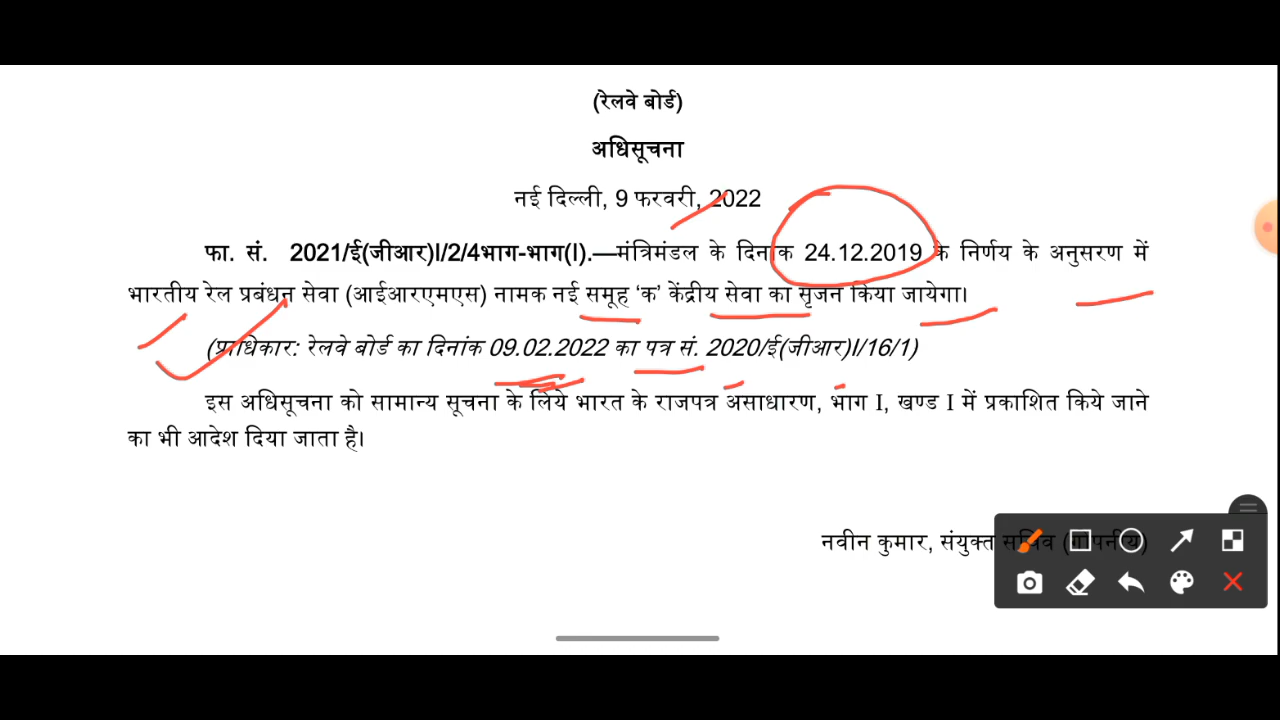 (रेलवे बोर्ड)
अधिसूचना
नई दिल्ली, 9 फरवरी, 2022
फा. सं. 2021/ई(जीआर)I/2/4भाग-भाग(I).—मंत्रिमंडल के दिनांक 24.12.2019 के निर्णय के अनुसरण में
भारतीय रेल प्रबंधन सेवा (आईआरएमएस) नामक नई समूह ‘क’ केंद्रीय सेवा का सृजन किया जायेगा।
(प्राधिकार: रेलवे बोर्ड का दिनांक 09.02.2022 का पत्र सं. 2020/ई(जीआर)I/16/1)
इस अधिसूचना को सामान्य सूचना के लिये भारत के राजपत्र असाधारण, भाग I, खण्ड I में प्रकाशित किये जाने
का भी आदेश दिया जाता है।
नवीन कुमार, संयुक्त सचिव (गोपनीय)